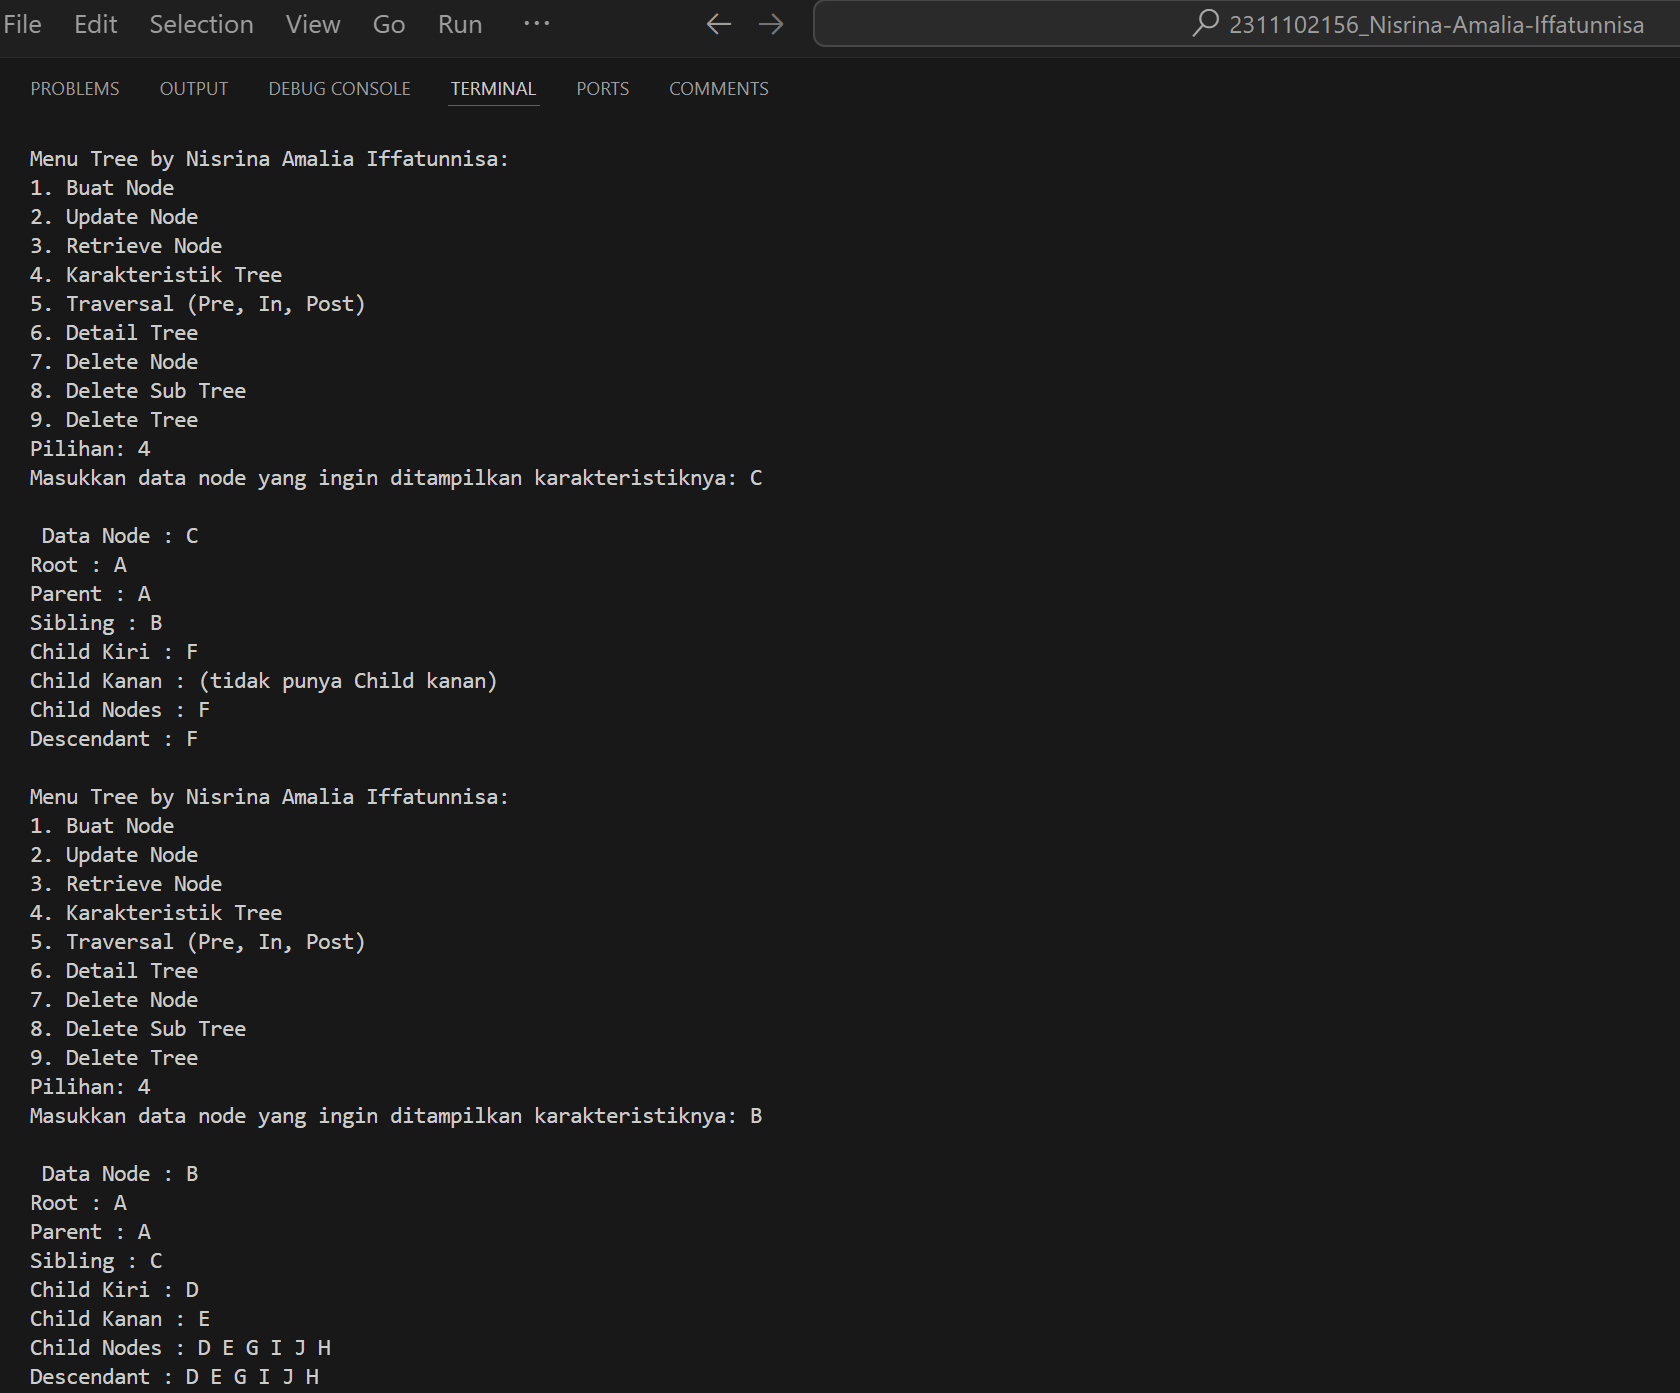 File Edit Selection View Go Run ··· 2311102156_Nisrina-Amalia-Iffatunnisa
PROBLEMS OUTPUT DEBUG CONSOLE TERMINAL PORTS COMMENTS
Menu Tree by Nisrina Amalia Iffatunnisa:
1. Buat Node
2. Update Node
3. Retrieve Node
4. Karakteristik Tree
5. Traversal (Pre, In, Post)
6. Detail Tree
7. Delete Node
8. Delete Sub Tree
9. Delete Tree
Pilihan: 4
Masukkan data node yang ingin ditampilkan karakteristiknya: C
Data Node : C
Root : A
Parent : A
Sibling : B
Child Kiri : F
Child Kanan : (tidak punya Child kanan)
Child Nodes : F
Descendant : F
Menu Tree by Nisrina Amalia Iffatunnisa:
1. Buat Node
2. Update Node
3. Retrieve Node
4. Karakteristik Tree
5. Traversal (Pre, In, Post)
6. Detail Tree
7. Delete Node
8. Delete Sub Tree
9. Delete Tree
Pilihan: 4
Masukkan data node yang ingin ditampilkan karakteristiknya: B
Data Node : B
Root : A
Parent : A
Sibling : C
Child Kiri : D
Child Kanan : E
Child Nodes : D E G I J H
Descendant : D E G I J H